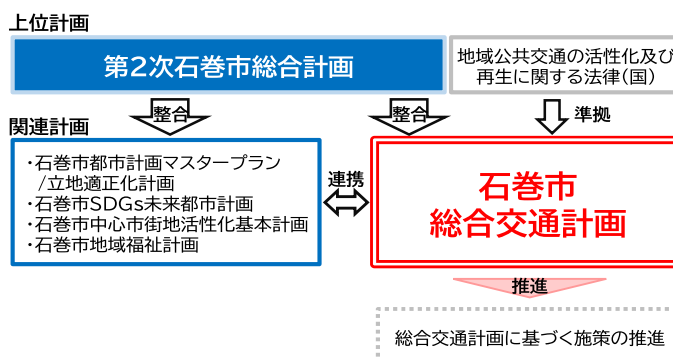 上位計画
第2次石巻市総合計画
地域公共交通の活性化及び
再生に関する法律(国)
整合
整合
準拠
関連計画
・石巻市都市計画マスタープラン
/立地適正化計画
・石巻市SDGs未来都市計画
・石巻市中心市街地活性化基本計画
・石巻市地域福祉計画
連携
石巻市
総合交通計画
推進
総合交通計画に基づく施策の推進